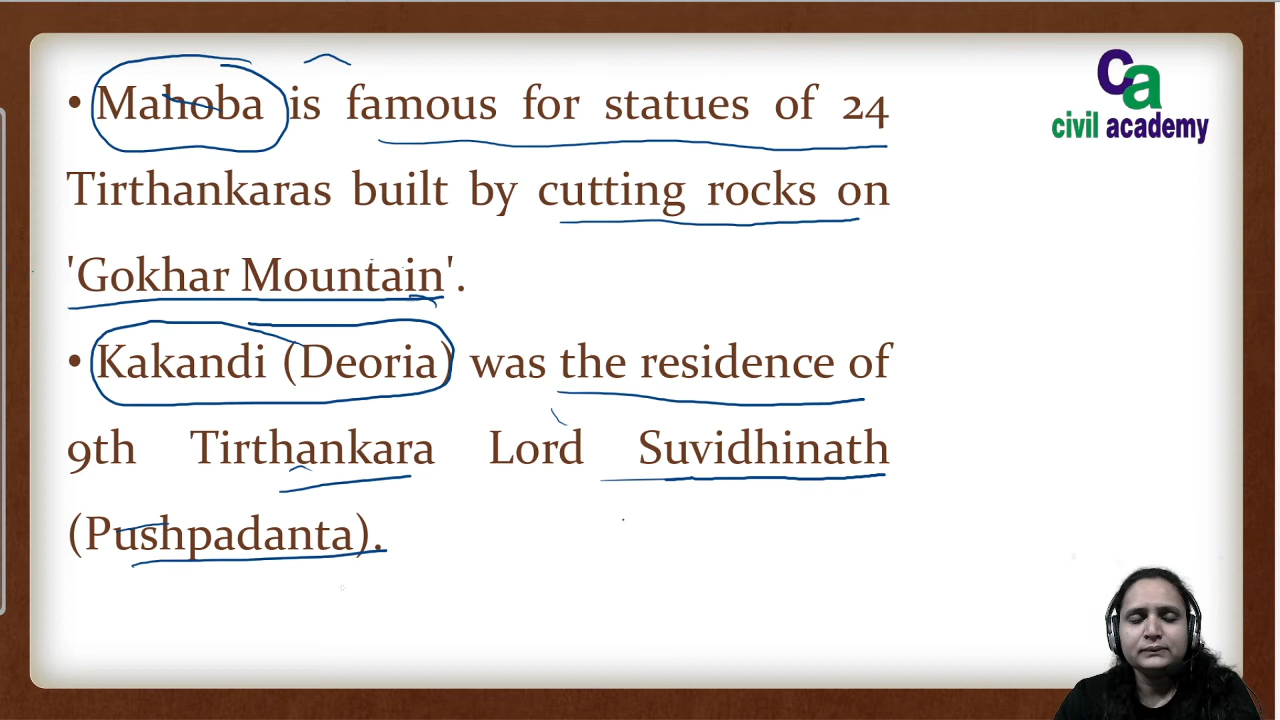 • Mahoba is famous for statues of 24
Tirthankaras built by cutting rocks on
'Gokhar Mountain'.
• Kakandi (Deoria) was the residence of
9th Tirthankara Lord Suvidhinath
(Pushpadanta).
ca
civil academy